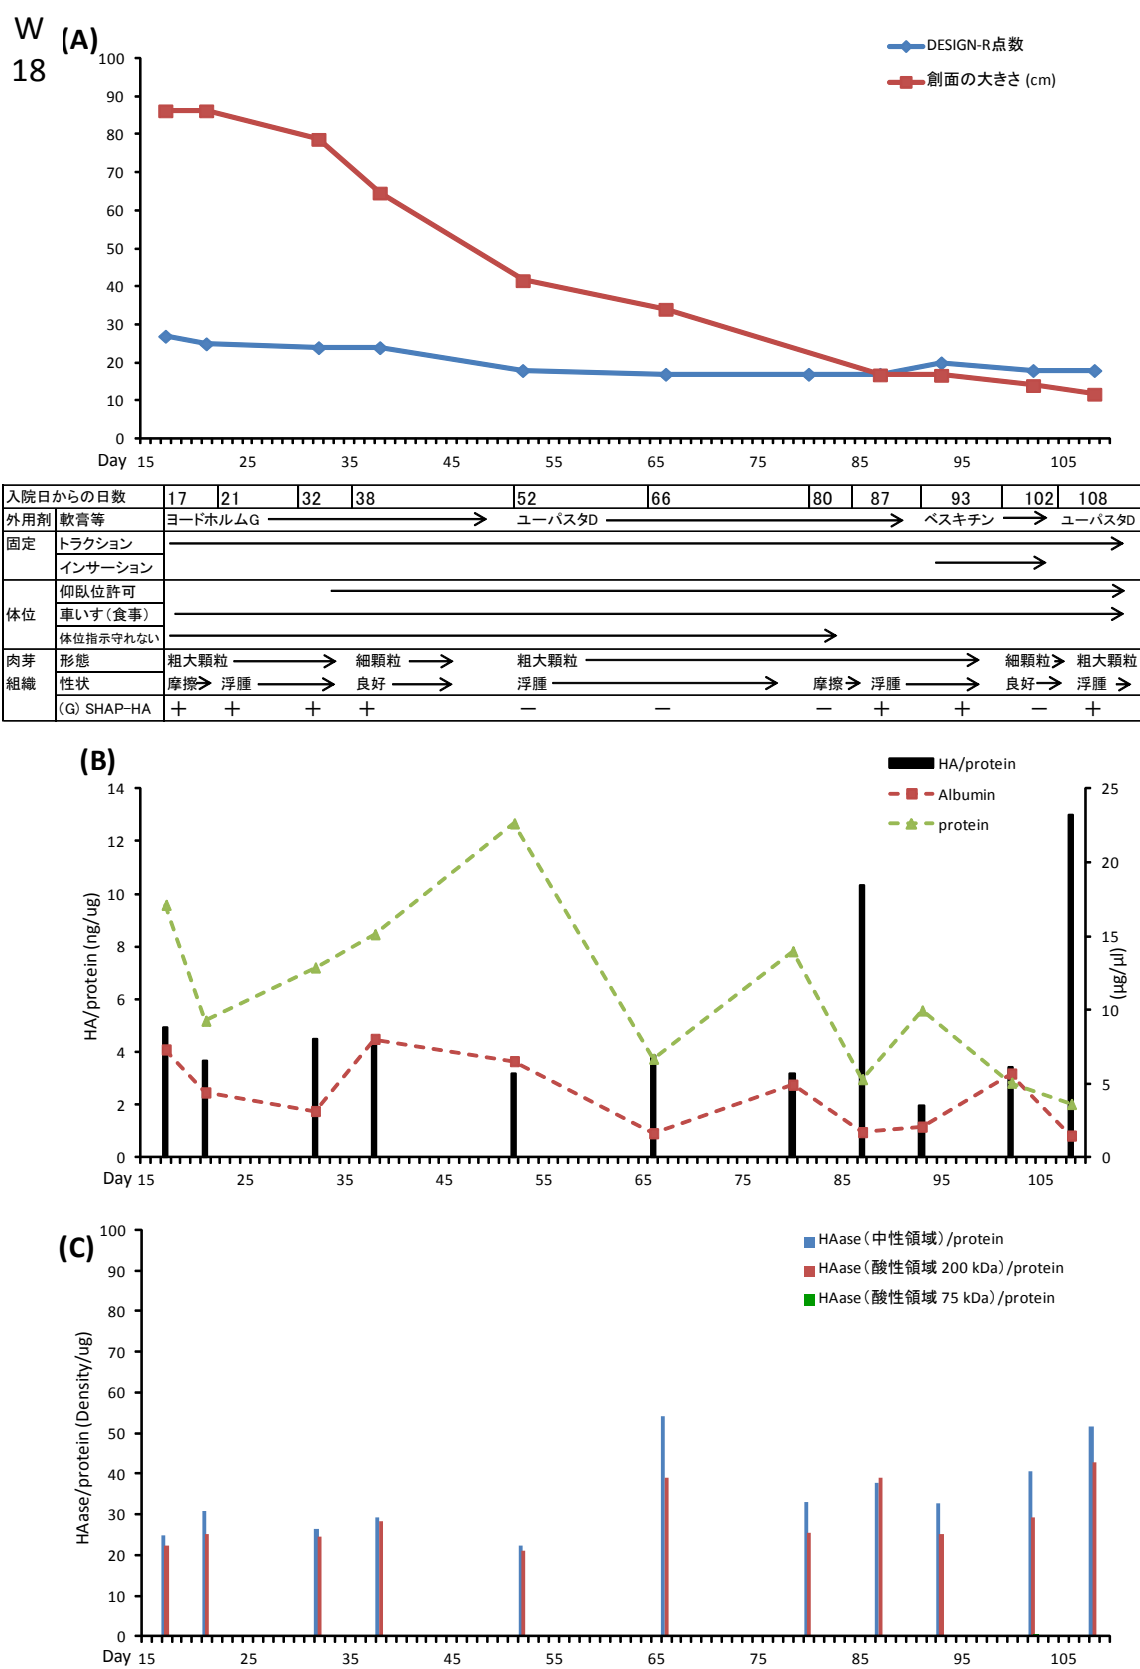 W
18
(A)
DESIGN-R点数
創面の大きさ (cm)
100
90
80
70
60
50
40
30
20
10
0
Day 15 25 35 45 55 65 75 85 95 105
入院日からの日数 17 21 32 38 52 66 80 87 93 102 108
外用剤 軟膏等 ヨードホルムG ユーパスタD ベスキチン ユーパスタD
固定 トラクション
インサーション
体位 仰臥位許可
車いす(食事)
体位指示守れない
肉芽 形態 粗大顆粒 細顆粒 粗大顆粒 細顆粒 粗大顆粒
組織 性状 摩擦 浮腫 良好 浮腫 摩擦 浮腫 良好 浮腫
(G) SHAP-HA + + + + − − − + + − +
(B)
HA/protein
Albumin
protein
HA/protein (ng/ug)
14
12
10
8
6
4
2
0
25
20
15
10
5
0
(μg/μl)
Day 15 25 35 45 55 65 75 85 95 105
(C)
HAase(中性領域)/protein
HAase(酸性領域 200 kDa)/protein
HAase(酸性領域 75 kDa)/protein
HAase/protein (Density/ug)
100
90
80
70
60
50
40
30
20
10
0
Day 15 25 35 45 55 65 75 85 95 105